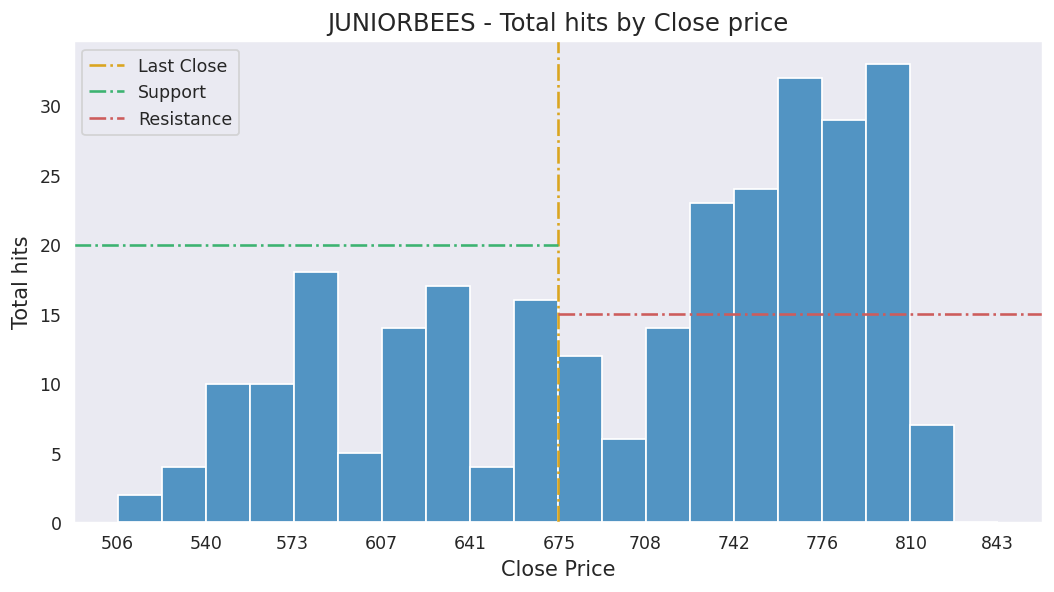 JUNIORBEES - Total hits by Close price
Last Close
Support
Resistance
Total hits
30
25
20
15
10
5
0
506 540 573 607 641 675 708 742 776 810 843
Close Price